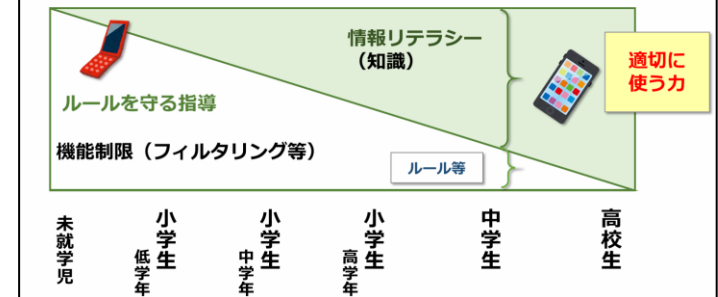 情報リテラシー
(知識)
適切に
使う力
ルールを守る指導
機能制限(フィルタリング等)
ルール等
未就学児
小学生
低学年
小学生
中学年
小学生
高学年
中学生
高校生